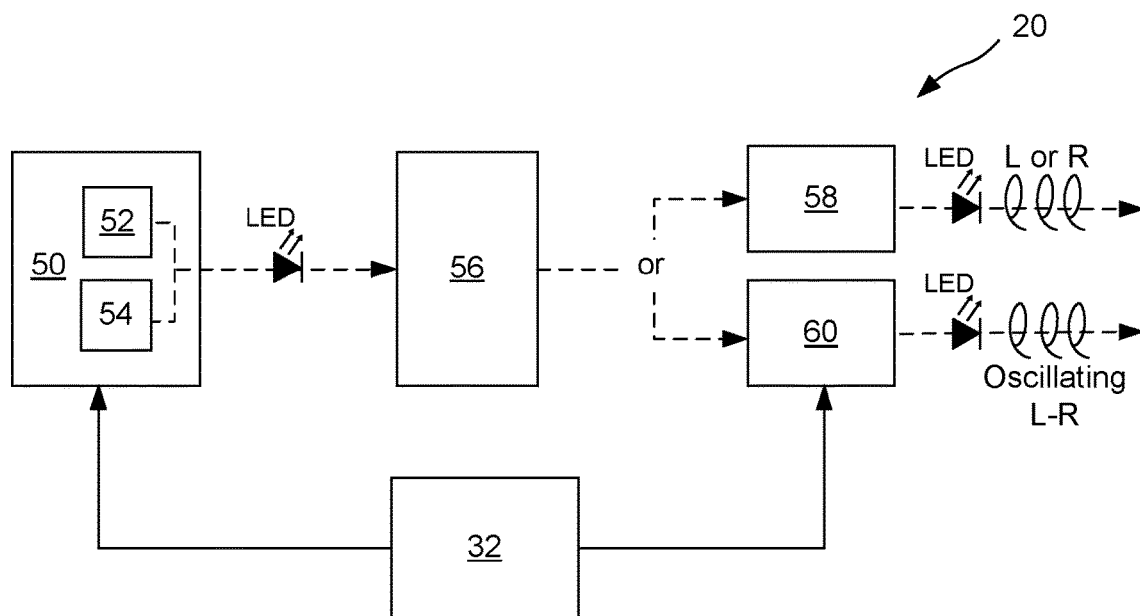 20
LED
L or R
52
58
LED
50
56
or
54
LED
60
Oscillating
L-R
32